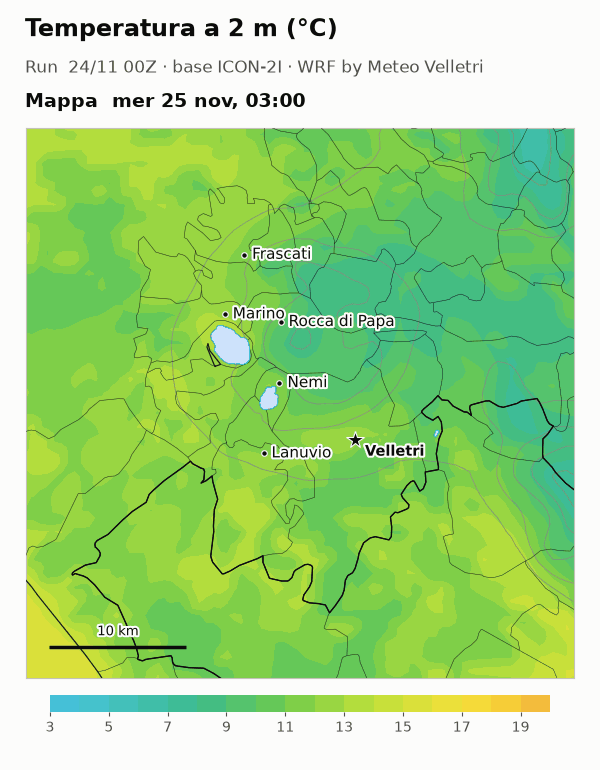 Temperatura a 2 m (°C)
Run  24/11 00Z · base ICON-2I · WRF by Meteo Velletri
Mappa  mer 25 nov, 03:00
Frascati
Marino
Rocca di Papa
Nemi
Lanuvio
Velletri
10 km
3 5 7 9 11 13 15 17 19